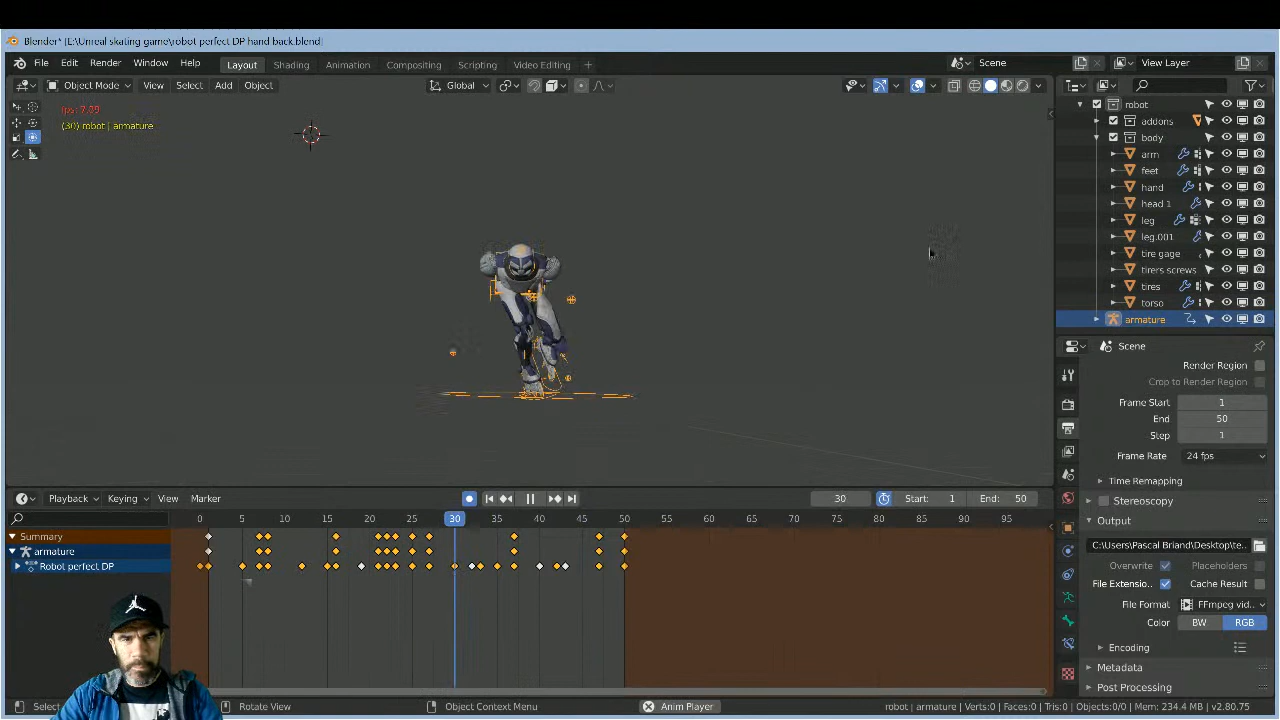 Blender* [E:\Unreal skating game\robot perfect DP hand back.blend]
File Edit Render Window Help Layout Shading Animation Compositing Scripting Video Editing + Scene View Layer
Object Mode View Select Add Object Global
fps: 7.39
(30) robot | armature
robot
addons
body
arm
feet
hand
head 1
leg
leg.001
tire gage
tirers screws
tires
torso
armature
Scene
Render Region
Crop to Render Region
Frame Start 1
End 50
Step 1
Frame Rate 24 fps
Time Remapping
Stereoscopy
Output
C:\Users\Pascal Briand\Desktop\te..
Overwrite Placeholders
File Extensio.. Cache Result
File Format FFmpeg vid..
Color BW RGB
Encoding
Metadata
Post Processing
Playback Keying View Marker 30 Start: 1 End: 50
0 5 10 15 20 25 30 35 40 45 50 55 60 65 70 75 80 85 90 95
Summary
armature
Robot perfect DP
Select Rotate View Object Context Menu Anim Player robot | armature | Verts:0 | Faces:0 | Tris:0 | Objects:0/0 | Mem: 234.4 MB | v2.80.75